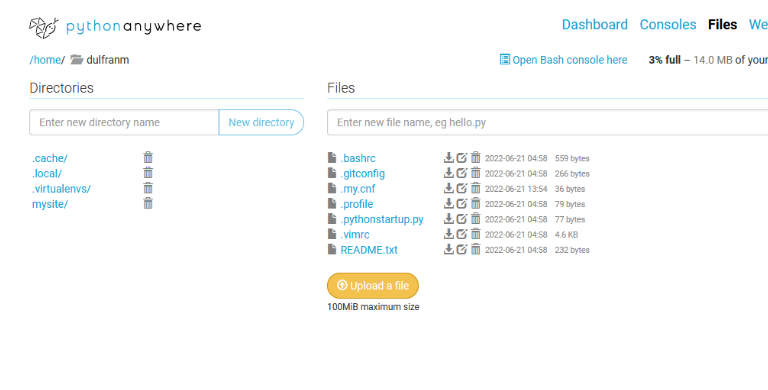 pythonanywhere
Dashboard Consoles Files We
/home/ dulfranm
Open Bash console here 3% full – 14.0 MB of your
Directories
Files
Enter new directory name New directory
Enter new file name, eg hello.py
.cache/
.local/
.virtualenvs/
mysite/
.bashrc 2022-06-21 04:58 559 bytes
.gitconfig 2022-06-21 04:58 266 bytes
.my.cnf 2022-06-21 13:54 36 bytes
.profile 2022-06-21 04:58 79 bytes
.pythonstartup.py 2022-06-21 04:58 77 bytes
.vimrc 2022-06-21 04:58 4.6 KB
README.txt 2022-06-21 04:58 232 bytes
Upload a file
100MiB maximum size